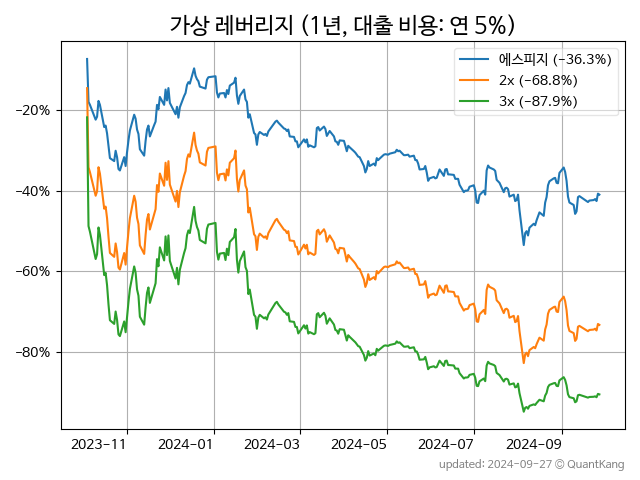 가상 레버리지 (1년, 대출 비용: 연 5%)
에스피지 (−36.3%)
2x (−68.8%)
3x (−87.9%)
−20%
−40%
−60%
−80%
2023-11 2024-01 2024-03 2024-05 2024-07 2024-09
updated: 2024-09-27 © QuantKang